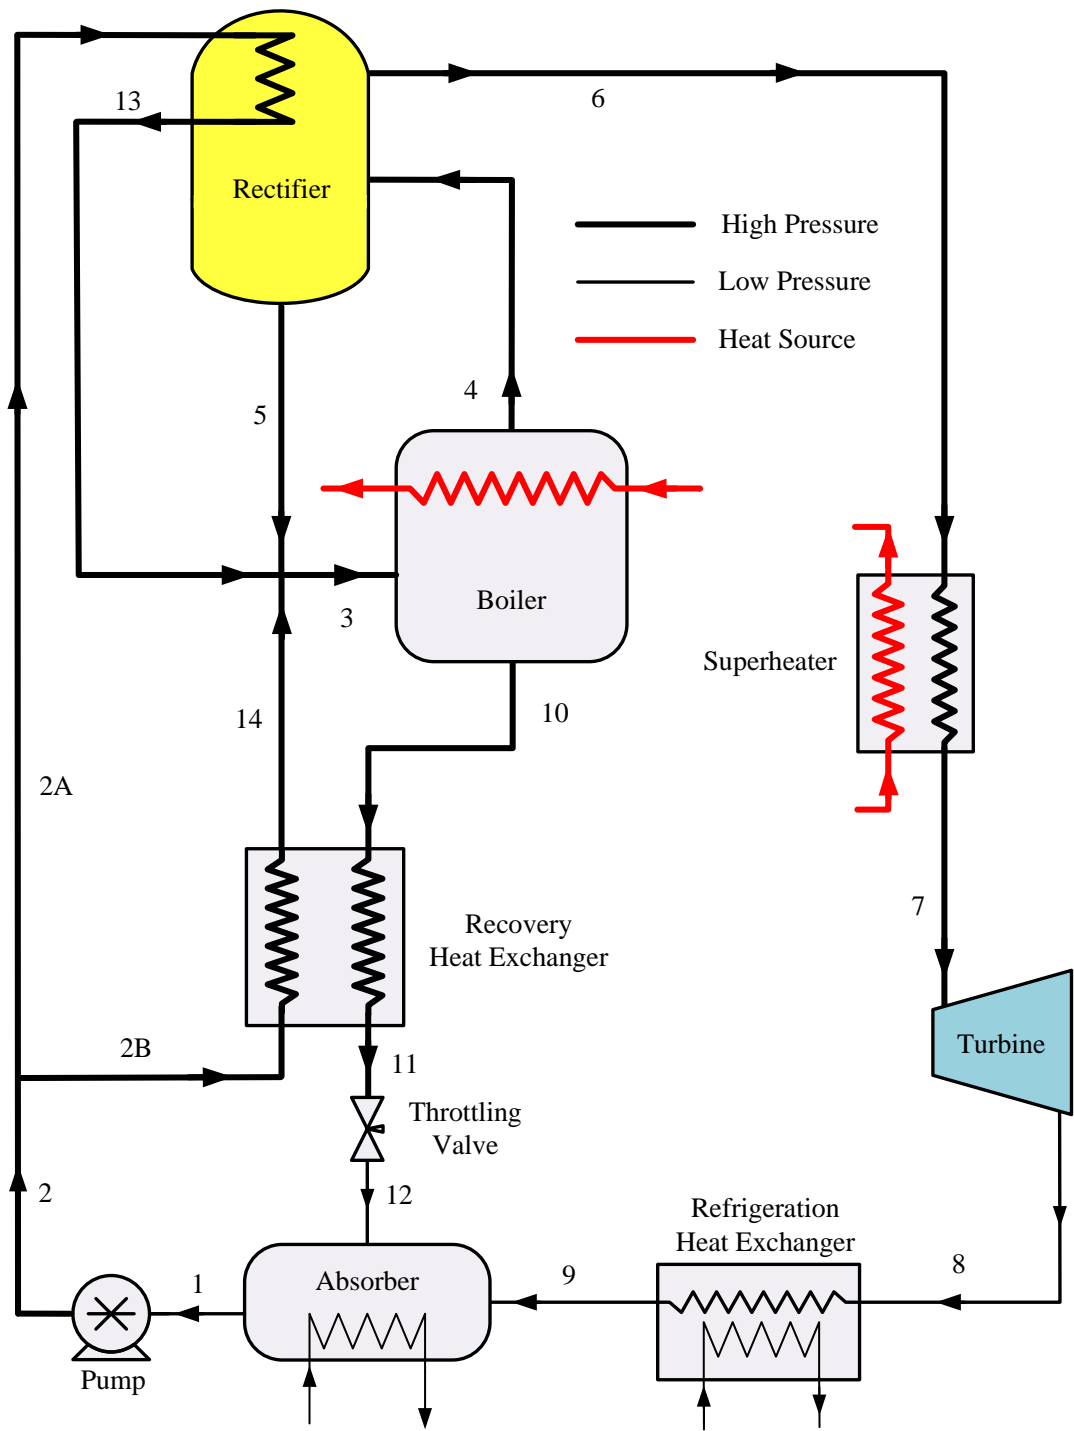 6
13
Rectifier
High Pressure
Low Pressure
Heat Source
4
5
Boiler
3
Superheater
10
14
2A
7
Recovery
Heat Exchanger
2B
Turbine
11
Throttling
Valve
12
2
Refrigeration
Heat Exchanger
8
9
1
Absorber
Pump